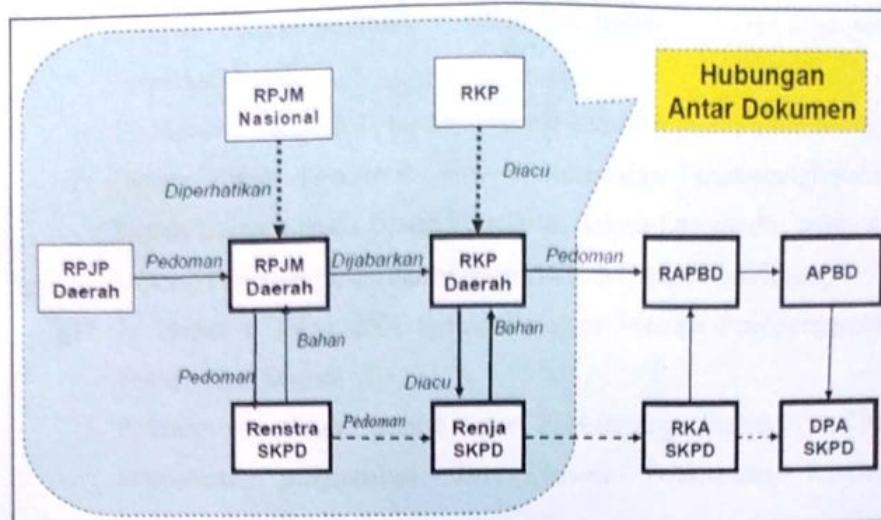 RPJM
Nasional
RKP
Hubungan
Antar Dokumen
Diperhatikan
Diacu
RPJP
Daerah
Pedoman
RPJM
Daerah
Dijabarkan
RKP
Daerah
Pedoman
RAPBD
APBD
Bahan
Bahan
Pedoman
Diacu
Renstra
SKPD
Pedoman
Renja
SKPD
RKA
SKPD
DPA
SKPD